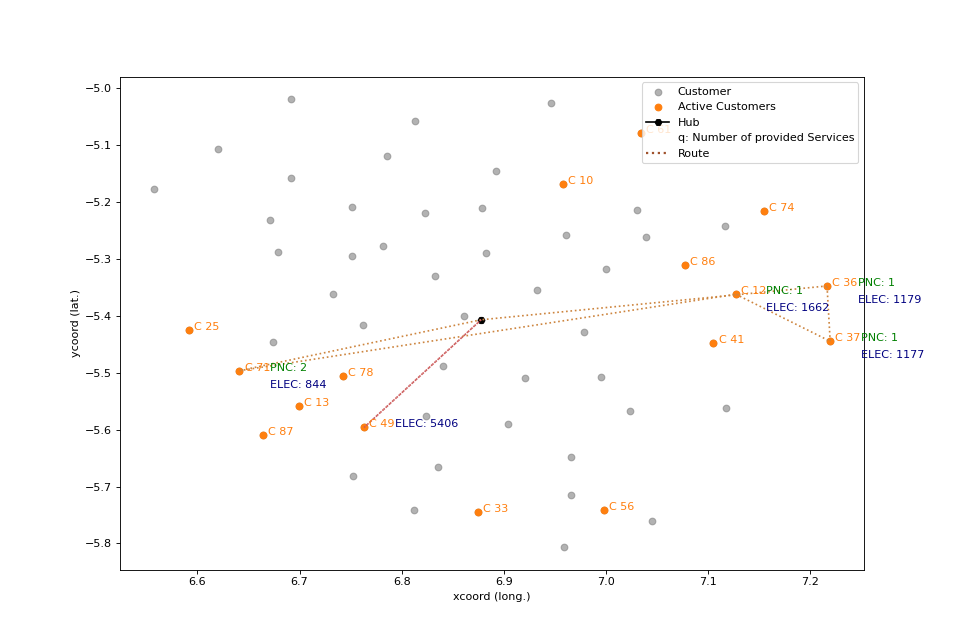 Customer
Active Customers
Hub
q: Number of provided Services
Route
C 61
C 10
C 74
C 86
C 36 PNC: 1
ELEC: 1179
C 12 PNC: 1
ELEC: 1662
C 25
C 41
C 37 PNC: 1
ELEC: 1177
C 71 PNC: 2
ELEC: 844
C 78
C 13
C 49 ELEC: 5406
C 87
C 33
C 56
−5.0
−5.1
−5.2
−5.3
−5.4
−5.5
−5.6
−5.7
−5.8
ycoord (lat.)
6.6 6.7 6.8 6.9 7.0 7.1 7.2
xcoord (long.)